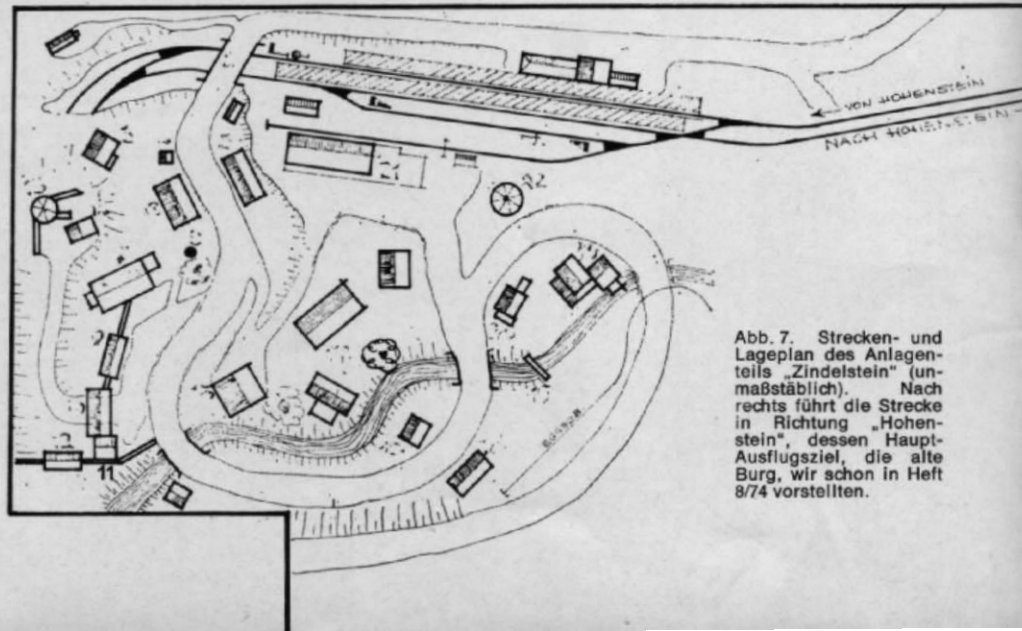 VON HOHENSTEIN
NACH HOHENSTEIN
11
Abb. 7. Strecken- und
Lageplan des Anlagen-
teils „Zindelstein“ (un-
maßstäblich). Nach
rechts führt die Strecke
in Richtung „Hohen-
stein“, dessen Haupt-
Ausflugsziel, die alte
Burg, wir schon in Heft
8/74 vorstellten.